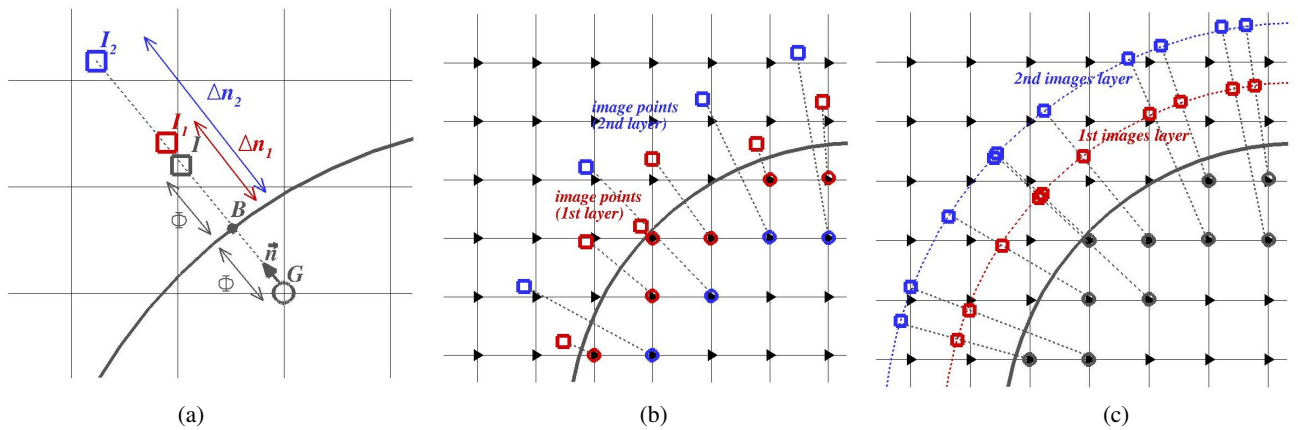 I₂
Δn₂
I₁
I
Δn₁
Φ
B
n⃗
Φ
G
(a)
image points
(2nd layer)
image points
(1st layer)
(b)
2nd images layer
1st images layer
(c)